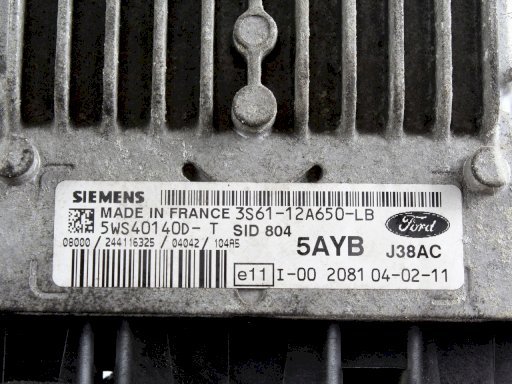 SIEMENS
MADE IN FRANCE 3S61-12A650-LB
5WS40140D-T SID 804
08000 / 244116325 / 04042 / 104A5
5AYB J38AC
Ford
e11 I-00 2081 04-02-11